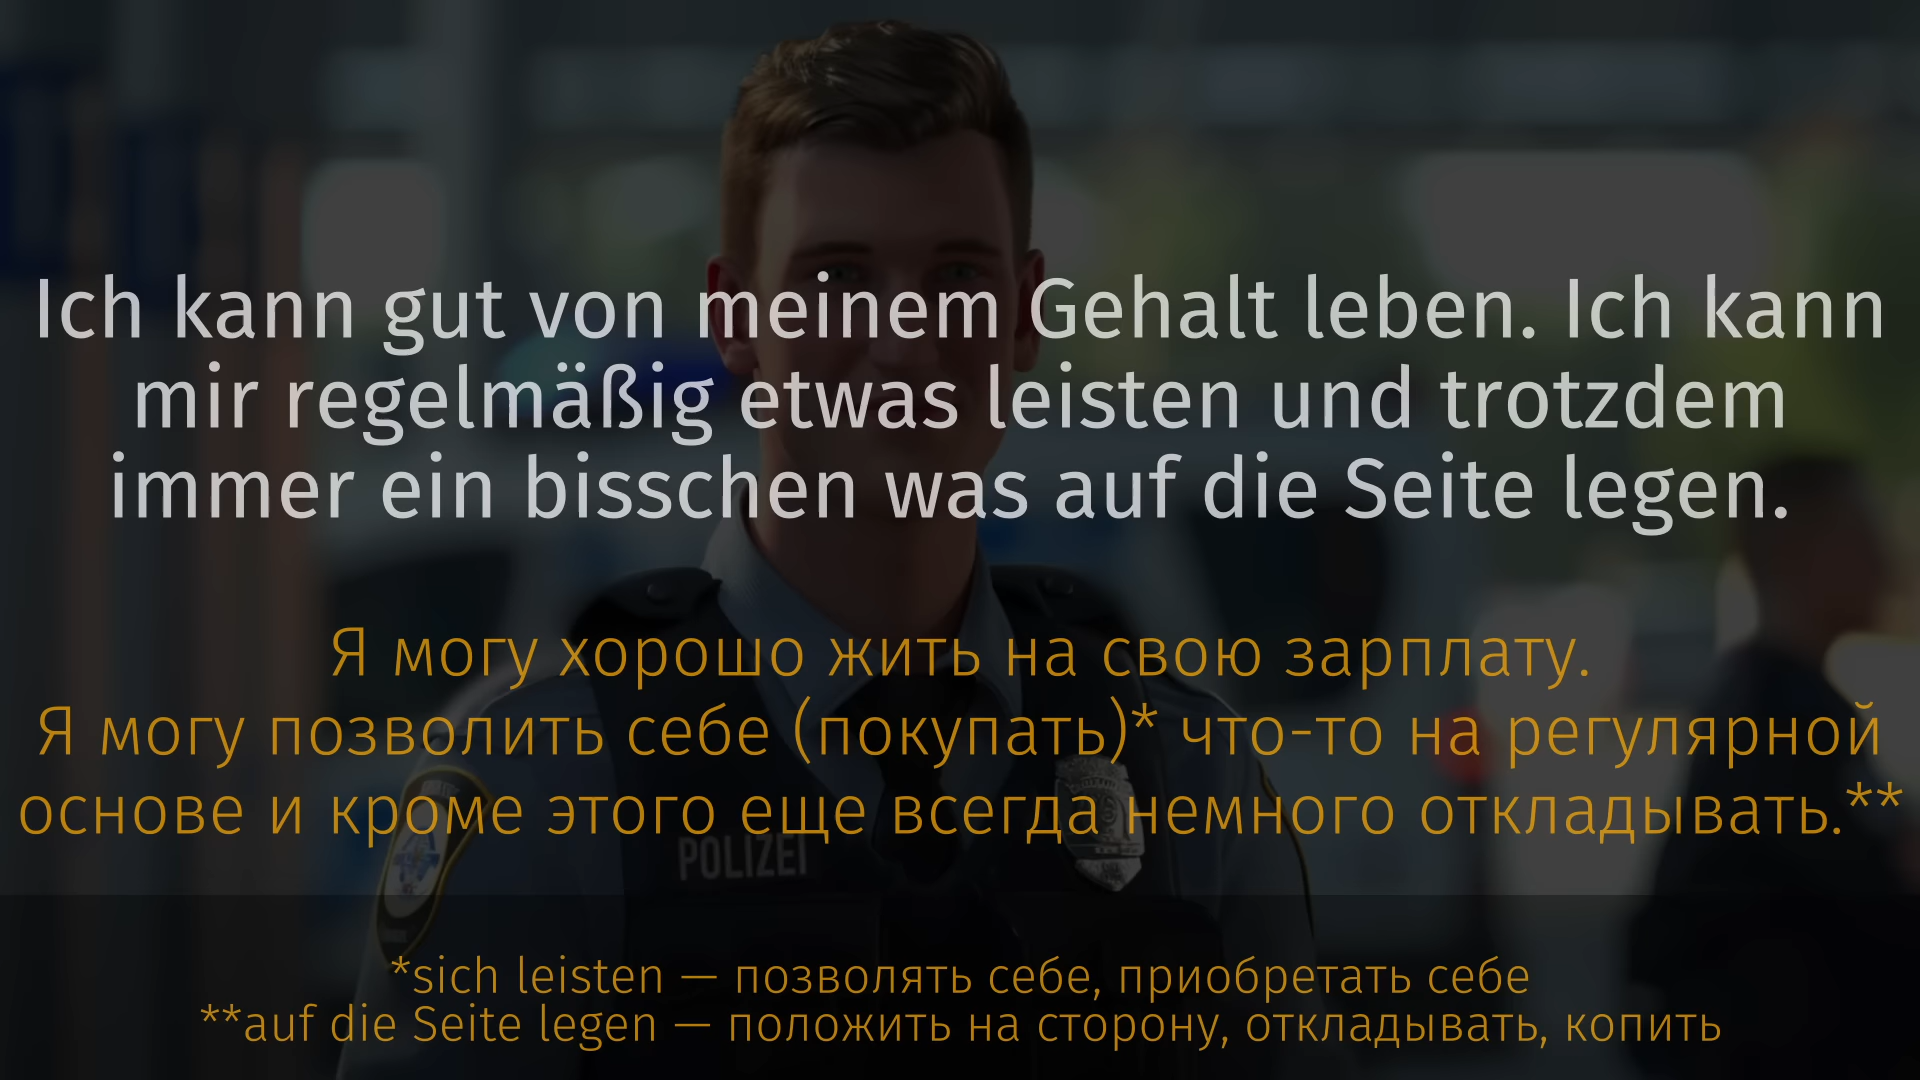 Ich kann gut von meinem Gehalt leben. Ich kann
mir regelmäßig etwas leisten und trotzdem
immer ein bisschen was auf die Seite legen.
Я могу хорошо жить на свою зарплату.
Я могу позволить себе (покупать)* что-то на регулярной
основе и кроме этого еще всегда немного откладывать.**
POLIZEI
*sich leisten — позволять себе, приобретать себе
**auf die Seite legen — положить на сторону, откладывать, копить